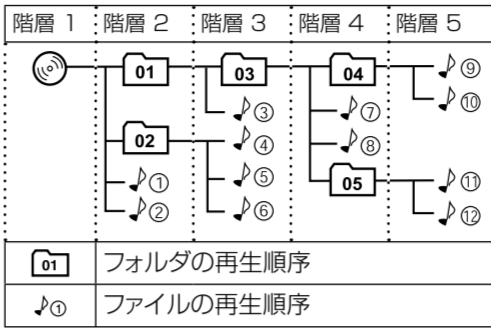 階層 1 階層 2 階層 3 階層 4 階層 5
01 03 04 ⑨
③ ⑦ ⑩
02 ④ ⑧
① ⑤ 05 ⑪
② ⑥ ⑫
01 フォルダの再生順序
① ファイルの再生順序